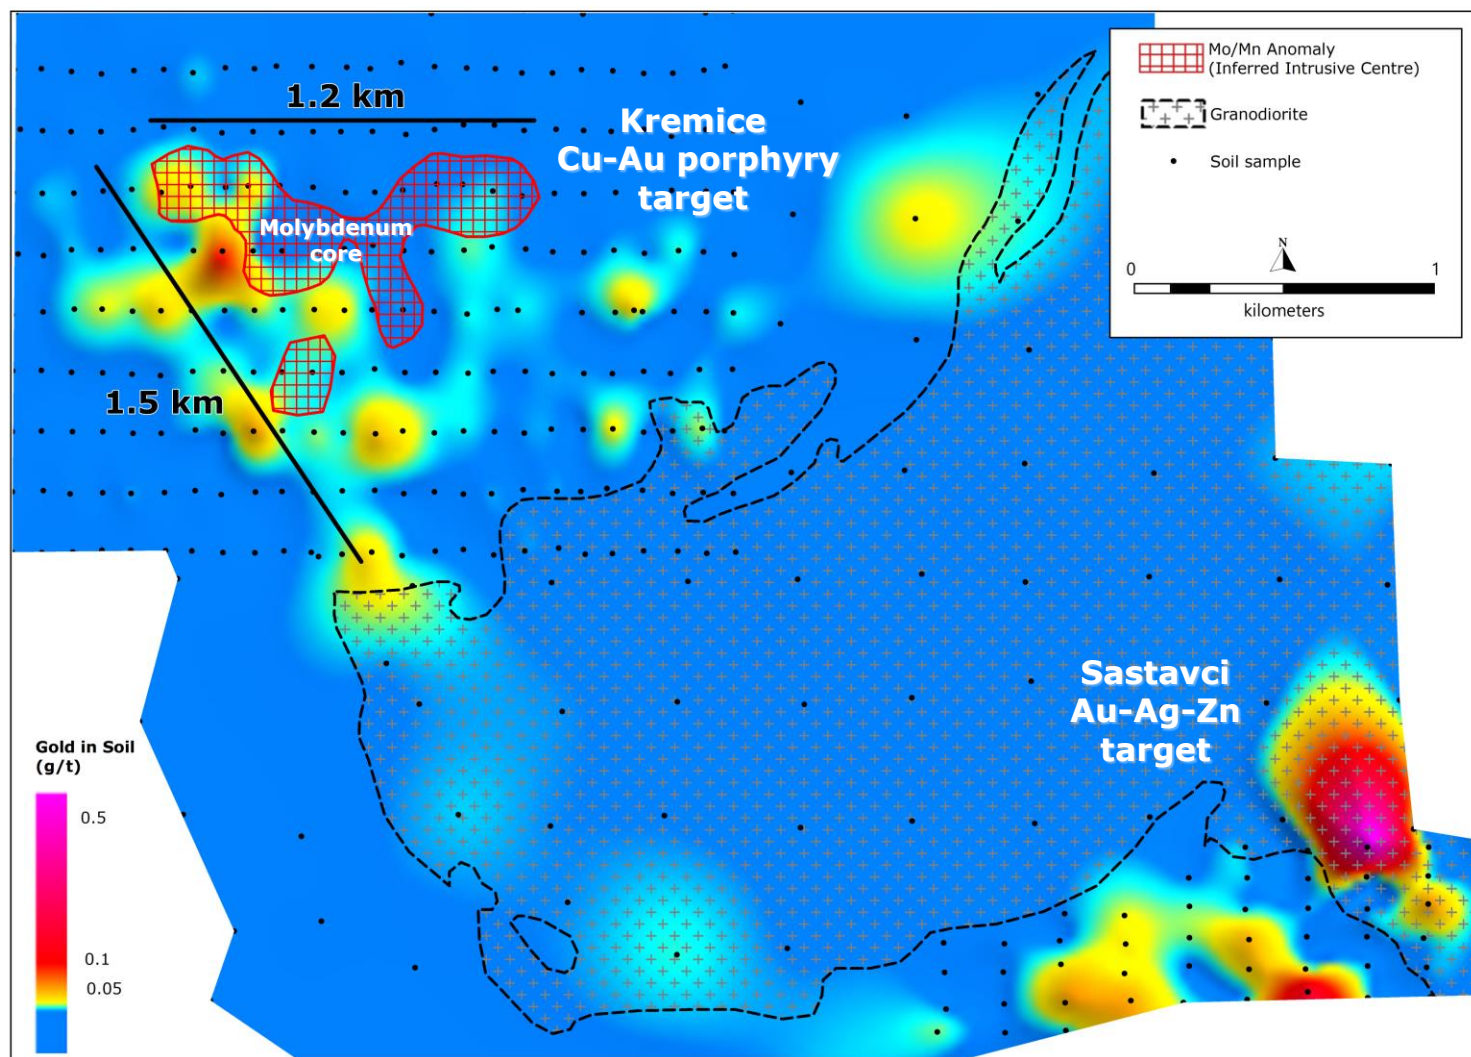 Mo/Mn Anomaly
(Inferred Intrusive Centre)
Granodiorite
Soil sample
N
0 1
kilometers
1.2 km
Kremice
Cu-Au porphyry
target
Molybdenum
core
1.5 km
Sastavci
Au-Ag-Zn
target
Gold in Soil
(g/t)
0.5
0.1
0.05